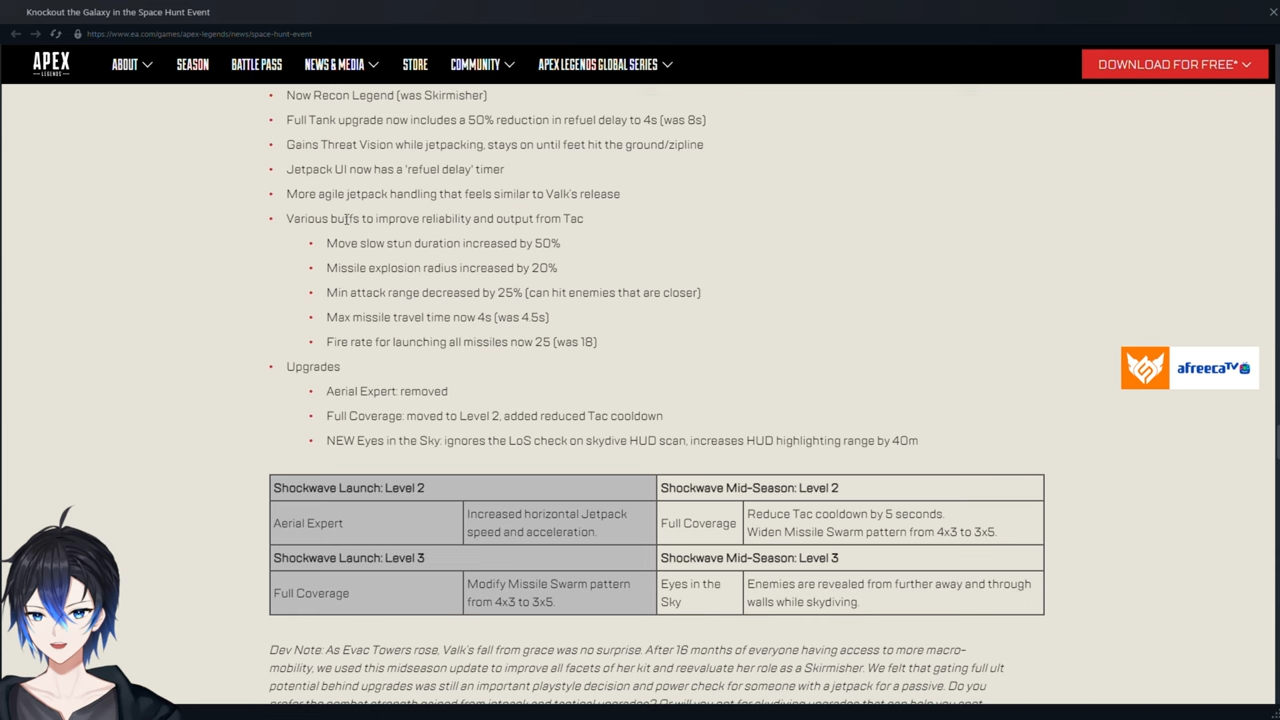 Knockout the Galaxy in the Space Hunt Event
https://www.ea.com/games/apex-legends/news/space-hunt-event
APEX
LEGENDS
ABOUT
SEASON
BATTLE PASS
NEWS & MEDIA
STORE
COMMUNITY
APEX LEGENDS GLOBAL SERIES
DOWNLOAD FOR FREE*
• Now Recon Legend (was Skirmisher)
• Full Tank upgrade now includes a 50% reduction in refuel delay to 4s (was 8s)
• Gains Threat Vision while jetpacking, stays on until feet hit the ground/zipline
• Jetpack UI now has a 'refuel delay' timer
• More agile jetpack handling that feels similar to Valk's release
• Various buffs to improve reliability and output from Tac
• Move slow stun duration increased by 50%
• Missile explosion radius increased by 20%
• Min attack range decreased by 25% (can hit enemies that are closer)
• Max missile travel time now 4s (was 4.5s)
• Fire rate for launching all missiles now 25 (was 18)
afreecaTV
• Upgrades
• Aerial Expert: removed
• Full Coverage: moved to Level 2, added reduced Tac cooldown
• NEW Eyes in the Sky: ignores the LoS check on skydive HUD scan, increases HUD highlighting range by 40m
Shockwave Launch: Level 2
Shockwave Mid-Season: Level 2
Aerial Expert
Increased horizontal Jetpack
speed and acceleration.
Full Coverage
Reduce Tac cooldown by 5 seconds.
Widen Missile Swarm pattern from 4x3 to 3x5.
Shockwave Launch: Level 3
Shockwave Mid-Season: Level 3
Full Coverage
Modify Missile Swarm pattern
from 4x3 to 3x5.
Eyes in the
Sky
Enemies are revealed from further away and through
walls while skydiving.
Dev Note: As Evac Towers rose, Valk's fall from grace was no surprise. After 16 months of everyone having access to more macro-
mobility, we used this midseason update to improve all facets of her kit and reevaluate her role as a Skirmisher. We felt that gating full ult
potential behind upgrades was still an important playstyle decision and power check for someone with a jetpack for a passive. Do you
prefer the combat strength gained from jetpack and tactical upgrades? Or will you opt for skydiving upgrades that can help you spot